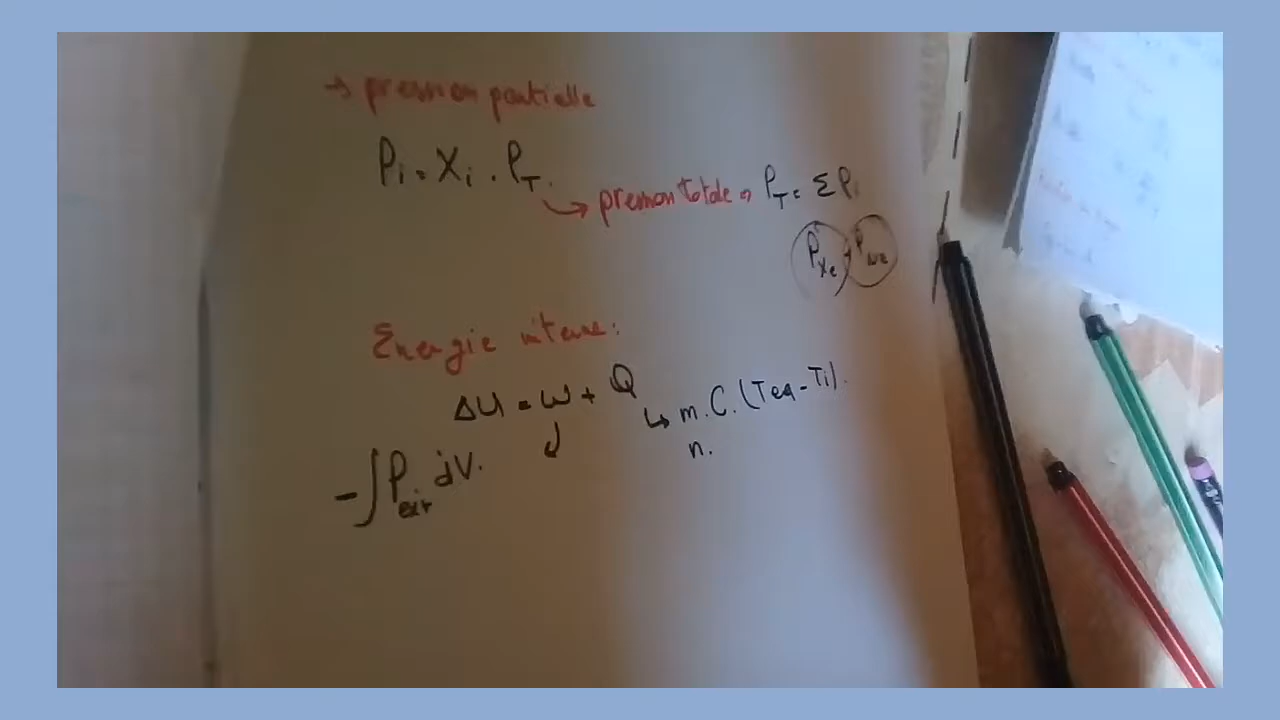 → pression partielle
Pi = Xi . PT
↳ pression totale ⇒ PT = Σ Pi
PXe + PNe
Energie interne :
ΔU = W + Q
↳ m.C.(Teq - Ti).
n.
- ∫ Pext dV.